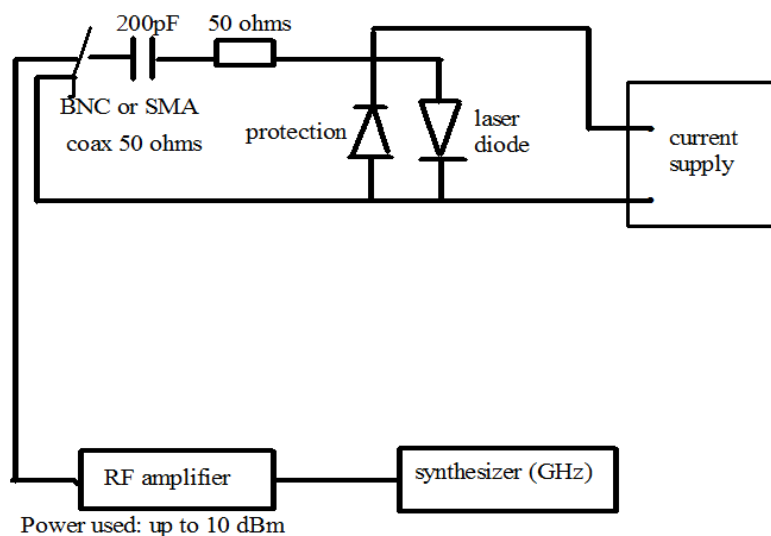 200pF
50 ohms
BNC or SMA
coax 50 ohms
protection
laser
diode
current
supply
RF amplifier
synthesizer (GHz)
Power used: up to 10 dBm